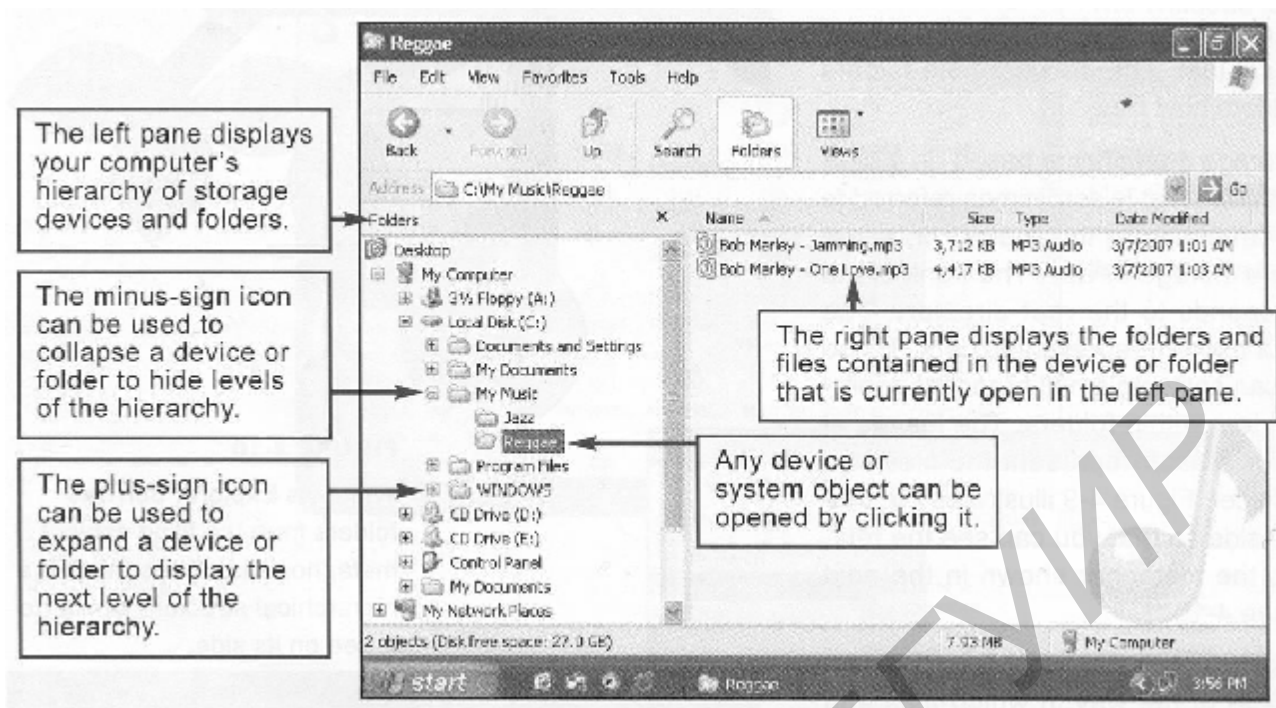 Reggae
File Edit View Favorites Tools Help
Back Forward Up Search Folders Views
Address C:\My Music\Reggae Go
Folders
Name Size Type Date Modified
Bob Marley - Jamming.mp3 3,712 KB MP3 Audio 3/7/2007 1:01 AM
Bob Marley - One Love.mp3 4,417 KB MP3 Audio 3/7/2007 1:03 AM
Desktop
My Computer
3½ Floppy (A:)
Local Disk (C:)
Documents and Settings
My Documents
My Music
Jazz
Reggae
Program Files
WINDOWS
CD Drive (D:)
CD Drive (E:)
Control Panel
My Documents
My Network Places
2 objects (Disk free space: 27.0 GB) 7.93 MB My Computer
start Reggae 3:56 PM
The left pane displays
your computer's
hierarchy of storage
devices and folders.
The minus-sign icon
can be used to
collapse a device or
folder to hide levels
of the hierarchy.
The plus-sign icon
can be used to
expand a device or
folder to display the
next level of the
hierarchy.
The right pane displays the folders and
files contained in the device or folder
that is currently open in the left pane.
Any device or
system object can be
opened by clicking it.
ГУИР